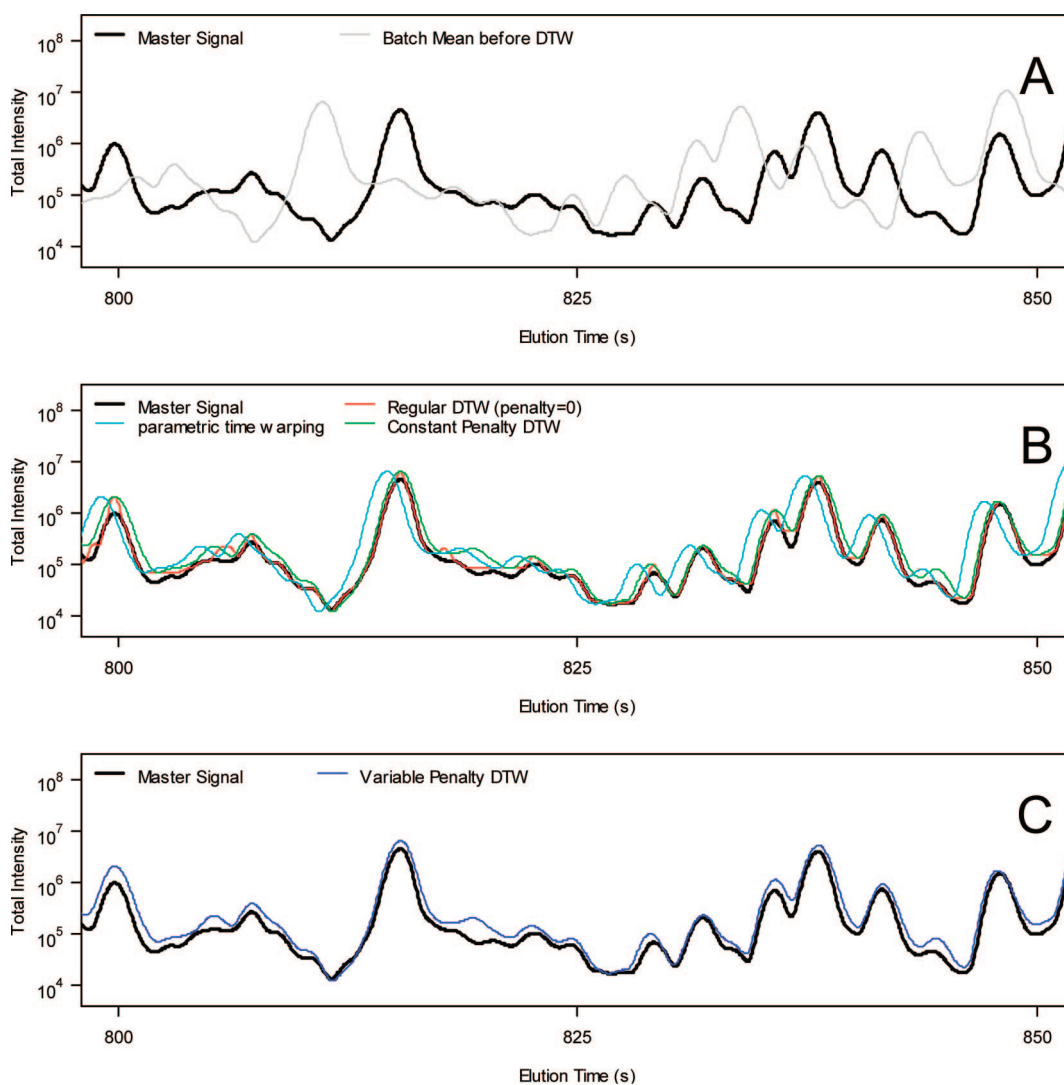 Master Signal
Batch Mean before DTW
A
Total Intensity
10^8
10^7
10^6
10^5
10^4
800
825
850
Elution Time (s)
Master Signal
Regular DTW (penalty=0)
parametric time w arping
Constant Penalty DTW
B
Total Intensity
10^8
10^7
10^6
10^5
10^4
800
825
850
Elution Time (s)
Master Signal
Variable Penalty DTW
C
Total Intensity
10^8
10^7
10^6
10^5
10^4
800
825
850
Elution Time (s)